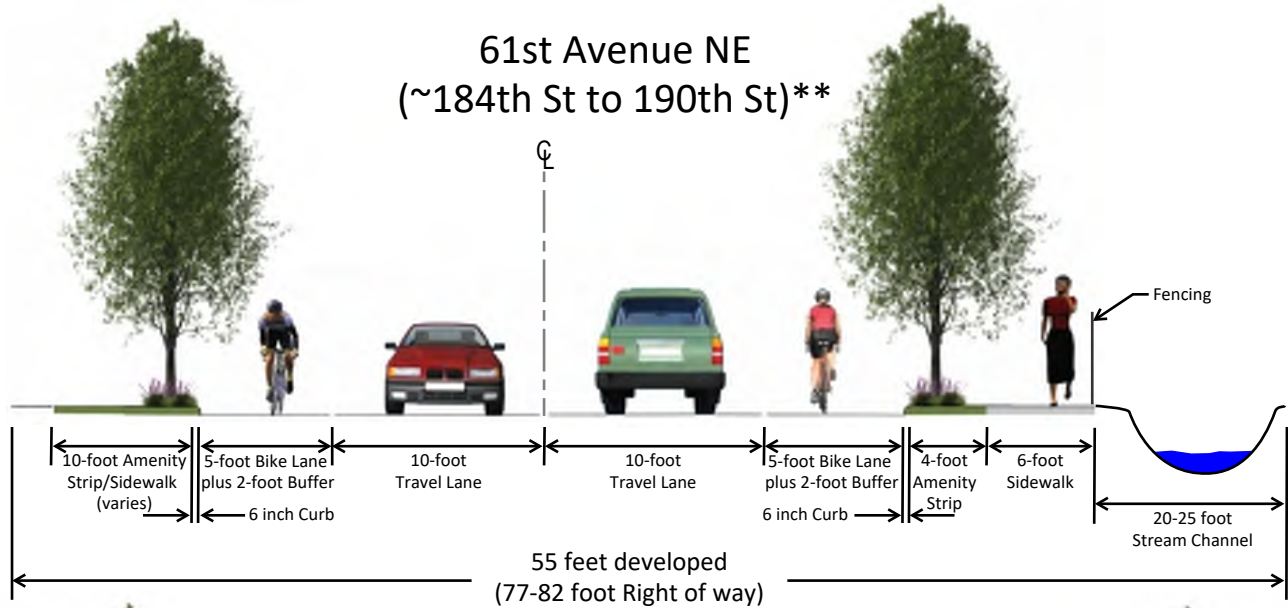 61st Avenue NE
(~184th St to 190th St)**
CL
Fencing
10-foot Amenity
Strip/Sidewalk
(varies)
5-foot Bike Lane
plus 2-foot Buffer
6 inch Curb
10-foot
Travel Lane
10-foot
Travel Lane
5-foot Bike Lane
plus 2-foot Buffer
6 inch Curb
4-foot
Amenity
Strip
6-foot
Sidewalk
20-25 foot
Stream Channel
55 feet developed
(77-82 foot Right of way)